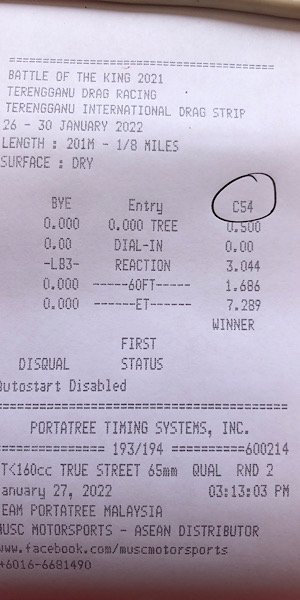 BATTLE OF THE KING 2021
TERENGGANU DRAG RACING
TERENGGANU INTERNATIONAL DRAG STRIP
26 - 30 JANUARY 2022
LENGTH : 201M - 1/8 MILES
SURFACE : DRY
BYE Entry C54
0.000 0.000 TREE 0.500
0.00 DIAL-IN 0.00
-LB3- REACTION 3.044
0.000 -----60FT----- 1.686
0.000 ------ET------ 7.289
WINNER
FIRST
DISQUAL STATUS
Autostart Disabled
PORTATREE TIMING SYSTEMS, INC.
============== 193/194 ==========600214
T<160cc TRUE STREET 65mm QUAL RND 2
anuary 27, 2022 03:13:03 PM
EAM PORTATREE MALAYSIA
MUSC MOTORSPORTS - ASEAN DISTRIBUTOR
www.facebook.com/muscmotorsports
+6016-6681490